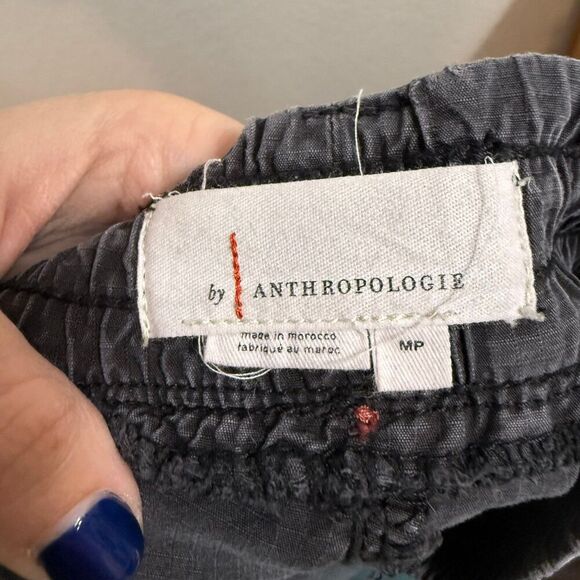 by ANTHROPOLOGIE
made in morocco
fabriqué au maroc
MP